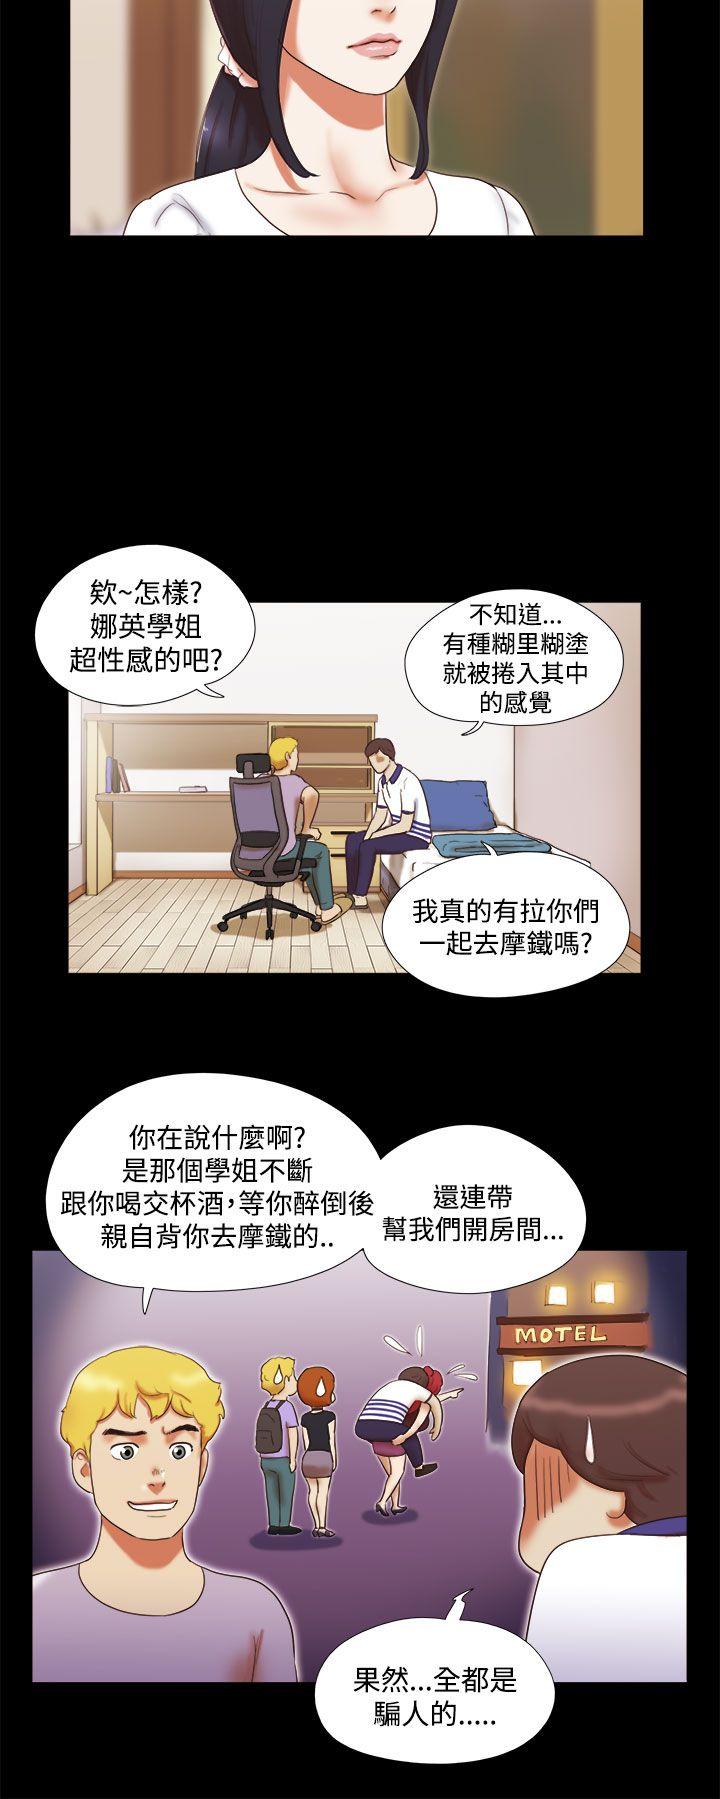 欸~怎樣?
娜英學姐
超性感的吧?
不知道...
有種糊里糊塗
就被捲入其中
的感覺
我真的有拉你們
一起去摩鐵嗎?
你在說什麼啊?
是那個學姐不斷
跟你喝交杯酒,等你醉倒後
親自背你去摩鐵的..
還連帶
幫我們開房間...
MOTEL
果然...全都是
騙人的.....